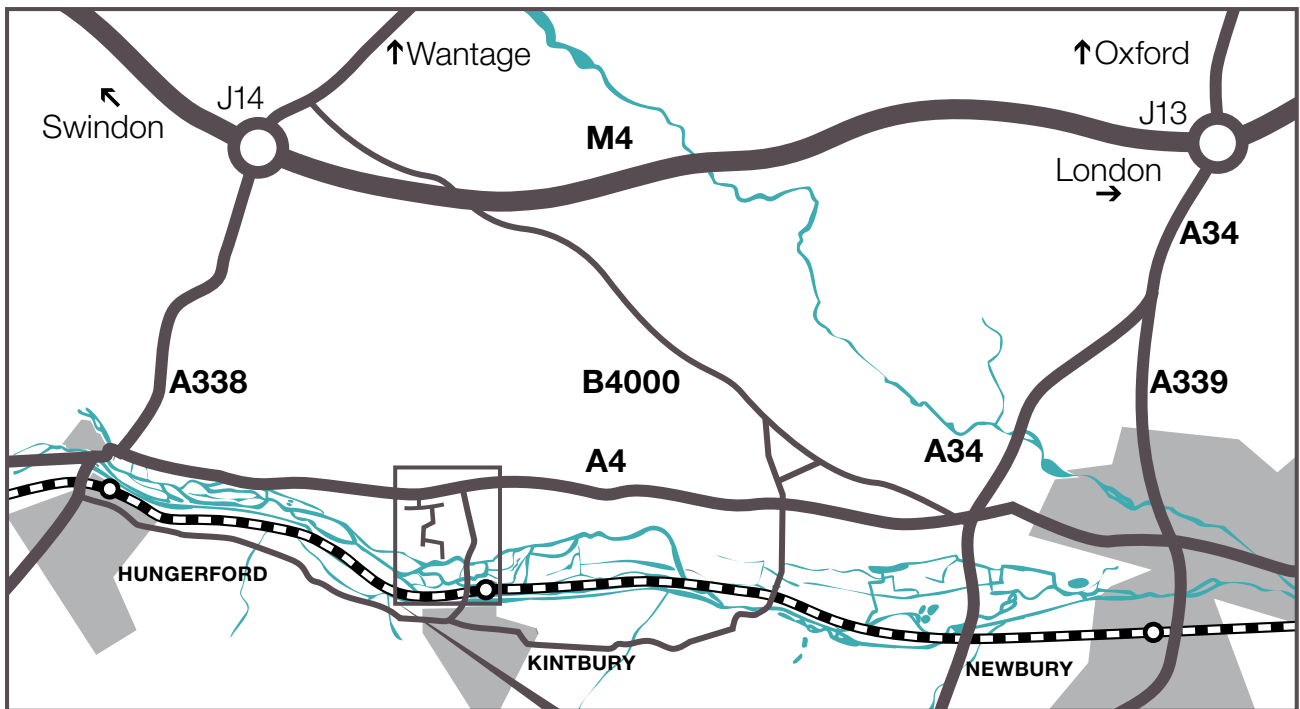 ↑Wantage
↑Oxford
J14
J13
↖
Swindon
M4
London
→
A34
A338
B4000
A339
A34
A4
HUNGERFORD
KINTBURY
NEWBURY